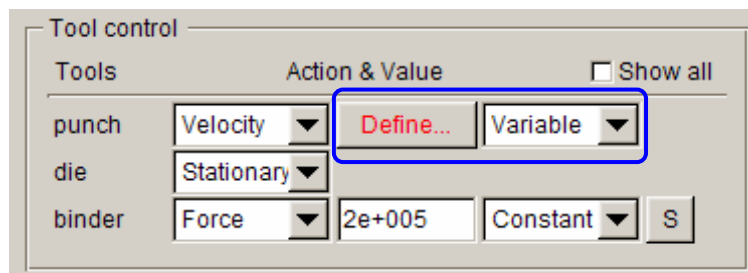 Tool control
Tools Action & Value Show all
punch Velocity Define... Variable
die Stationary
binder Force 2e+005 Constant S